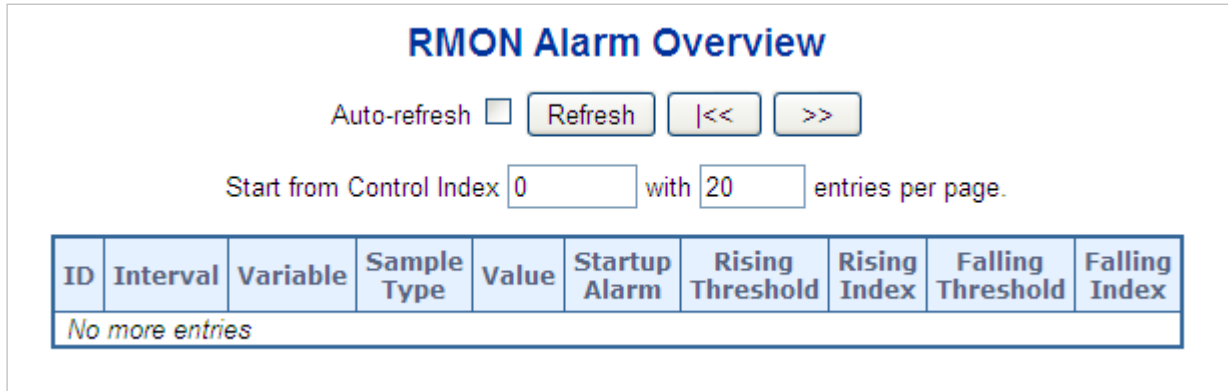 RMON Alarm Overview
Auto-refresh Refresh |<< >>
Start from Control Index 0 with 20 entries per page.
ID Interval Variable Sample Type Value Startup Alarm Rising Threshold Rising Index Falling Threshold Falling Index
No more entries